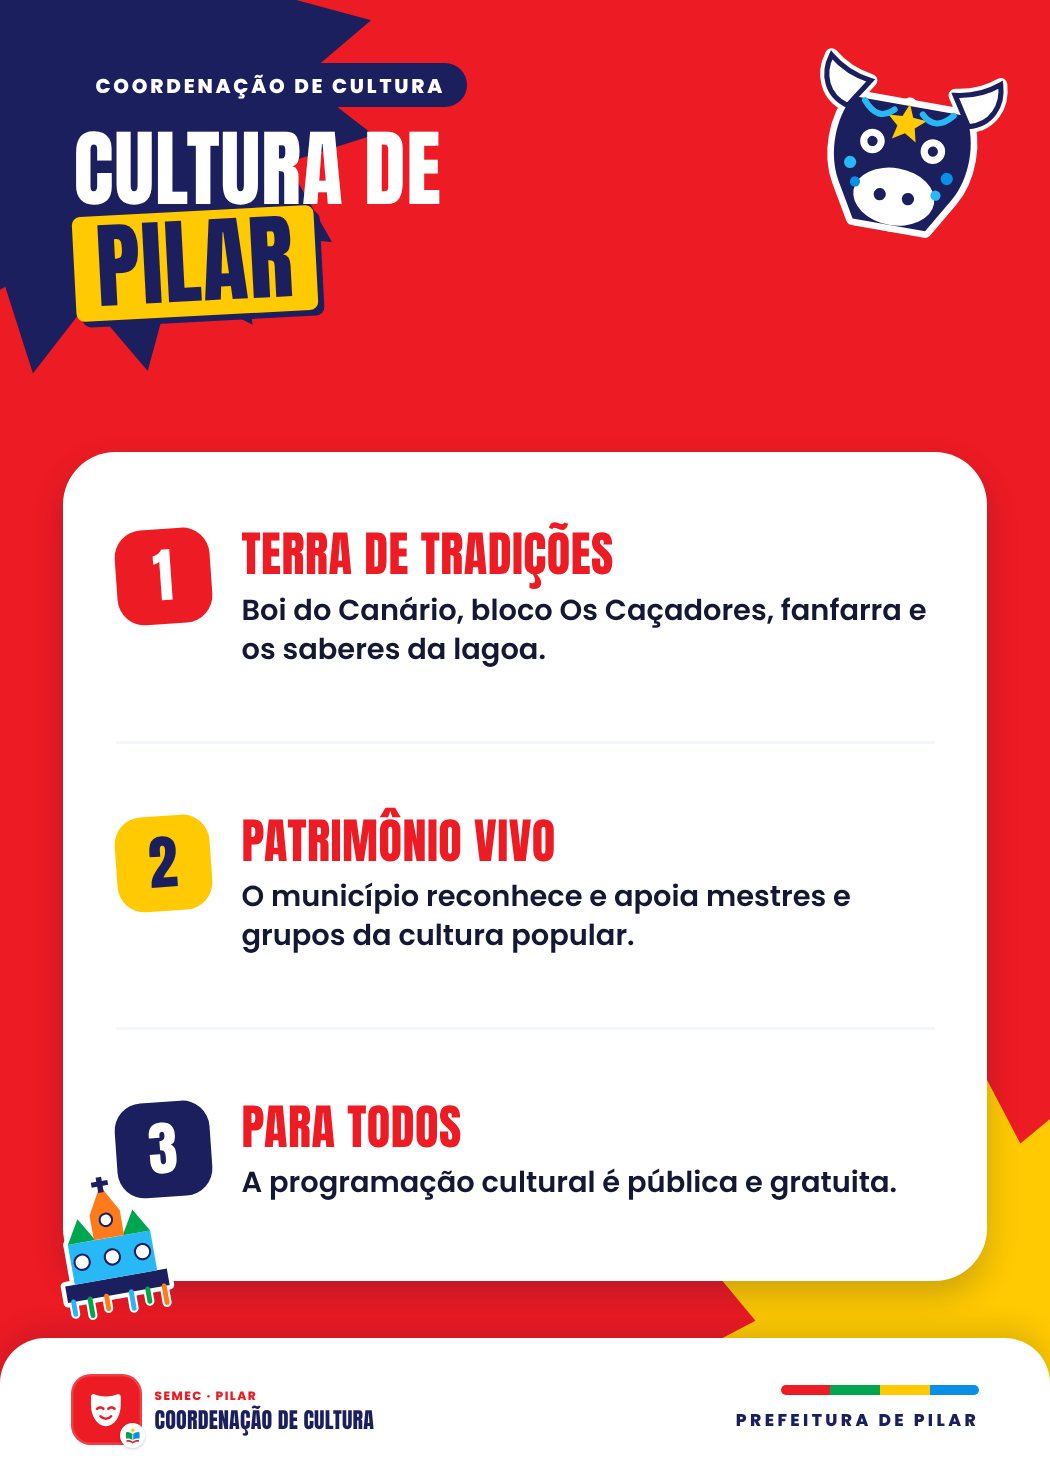 COORDENAÇÃO DE CULTURA
CULTURA DE
PILAR
1
TERRA DE TRADIÇÕES
Boi do Canário, bloco Os Caçadores, fanfarra e
os saberes da lagoa.
2
PATRIMÔNIO VIVO
O município reconhece e apoia mestres e
grupos da cultura popular.
3
PARA TODOS
A programação cultural é pública e gratuita.
SEMEC · PILAR
COORDENAÇÃO DE CULTURA
PREFEITURA DE PILAR